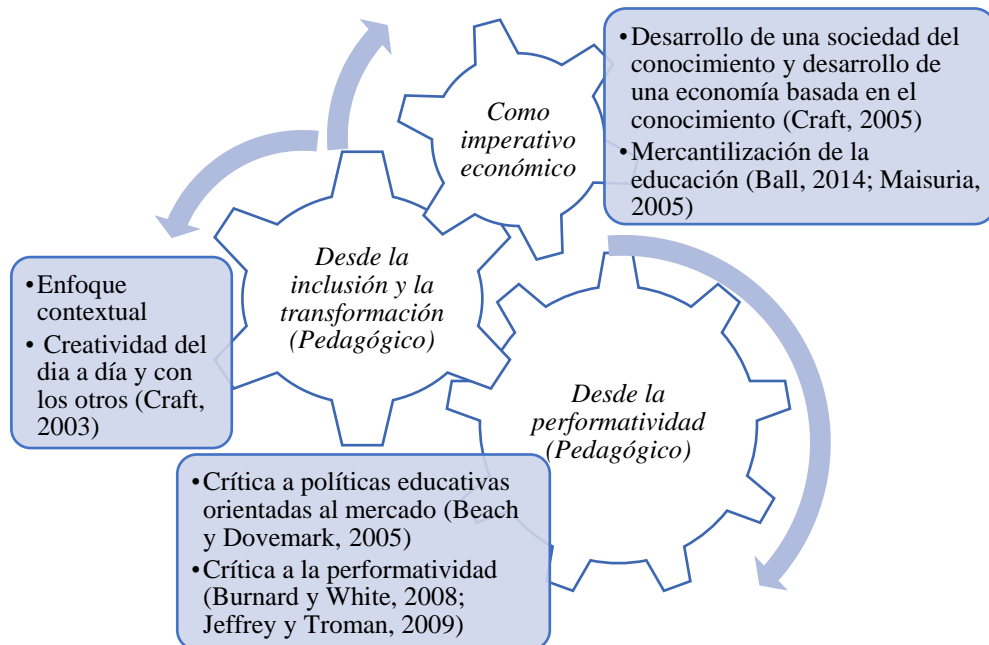 Como
imperativo
económico
•Desarrollo de una sociedad del
conocimiento y desarrollo de
una economía basada en el
conocimiento (Craft, 2005)
•Mercantilización de la
educación (Ball, 2014; Maisuria,
2005)
Desde la
inclusión y la
transformación
(Pedagógico)
•Enfoque
contextual
• Creatividad del
dia a día y con
los otros (Craft,
2003)
Desde la
performatividad
(Pedagógico)
•Crítica a políticas educativas
orientadas al mercado (Beach
y Dovemark, 2005)
•Crítica a la performatividad
(Burnard y White, 2008;
Jeffrey y Troman, 2009)